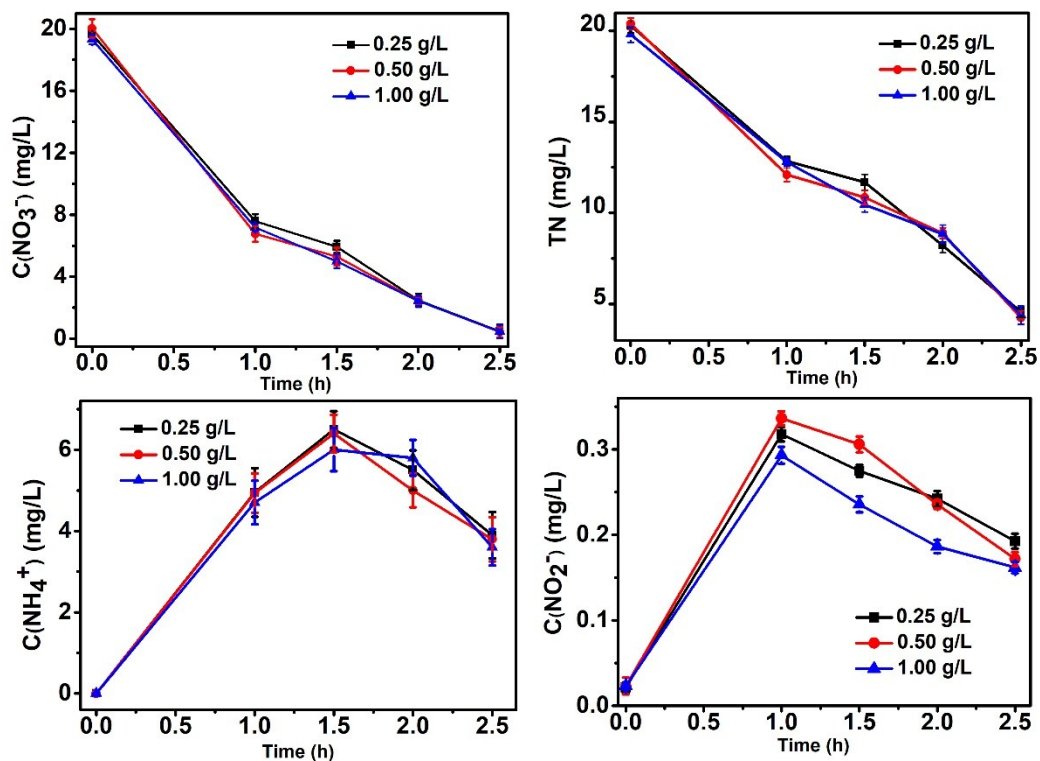 C(NO3-) (mg/L)
20
16
12
8
4
0
0.25 g/L
0.50 g/L
1.00 g/L
0.0 0.5 1.0 1.5 2.0 2.5
Time (h)
TN (mg/L)
20
15
10
5
0.25 g/L
0.50 g/L
1.00 g/L
0.0 0.5 1.0 1.5 2.0 2.5
Time (h)
C(NH4+) (mg/L)
6
4
2
0
0.25 g/L
0.50 g/L
1.00 g/L
0.0 0.5 1.0 1.5 2.0 2.5
Time (h)
C(NO2-) (mg/L)
0.3
0.2
0.1
0.0
0.25 g/L
0.50 g/L
1.00 g/L
0.0 0.5 1.0 1.5 2.0 2.5
Time (h)